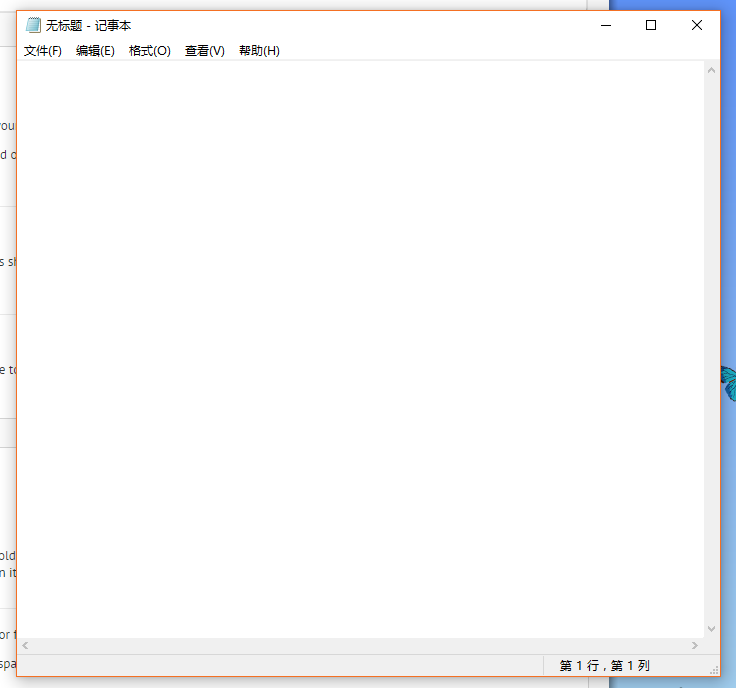 无标题 - 记事本
文件(F) 编辑(E) 格式(O) 查看(V) 帮助(H)
第 1 行，第 1 列